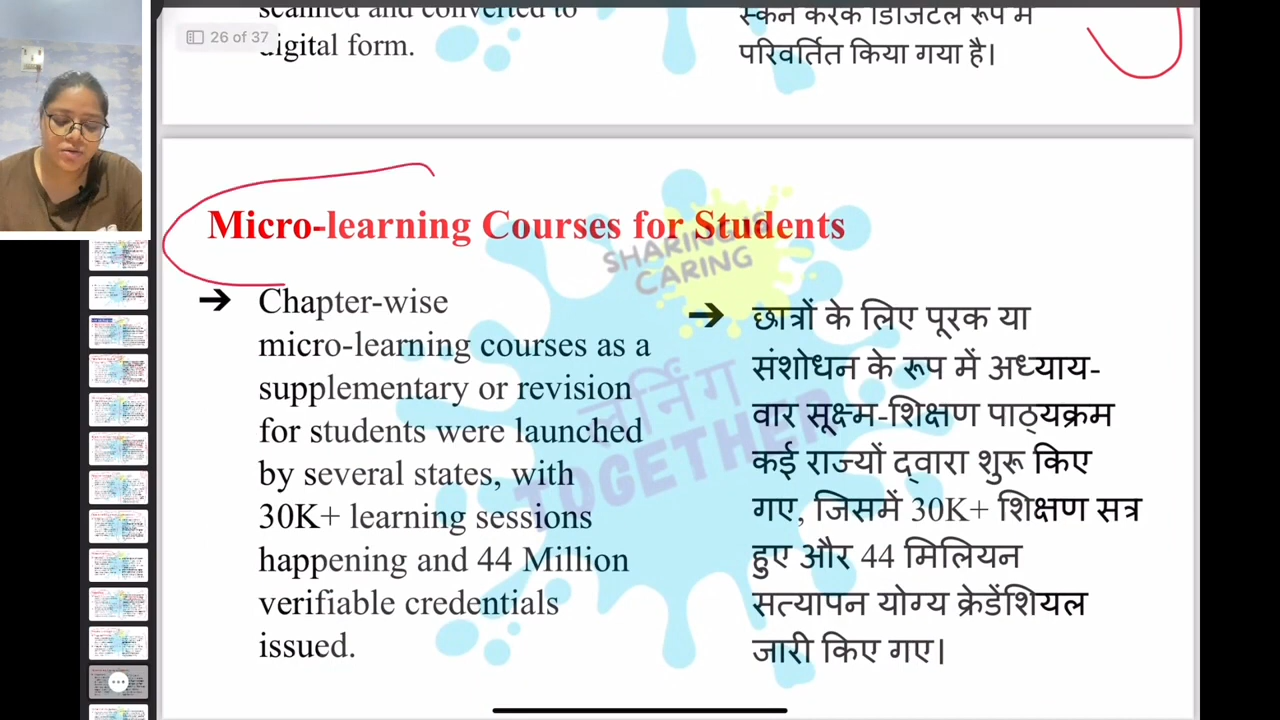 scanned and converted to
digital form.
स्कैन करके डिजिटल रूप में
परिवर्तित किया गया है।
26 of 37
Micro-learning Courses for Students
➔ Chapter-wise
micro-learning courses as a
supplementary or revision
for students were launched
by several states, with
30K+ learning sessions
happening and 44 Million
verifiable credentials
issued.
➔ छात्रों के लिए पूरक या
संशोधन के रूप में अध्याय-
वार सूक्ष्म-शिक्षण पाठ्यक्रम
कई राज्यों द्वारा शुरू किए
गए, जिसमें 30K+ शिक्षण सत्र
हुए और 44 मिलियन
सत्यापन योग्य क्रेडेंशियल
जारी किए गए।
SHARING IS
CARING
लर्निंग
TOGETHER